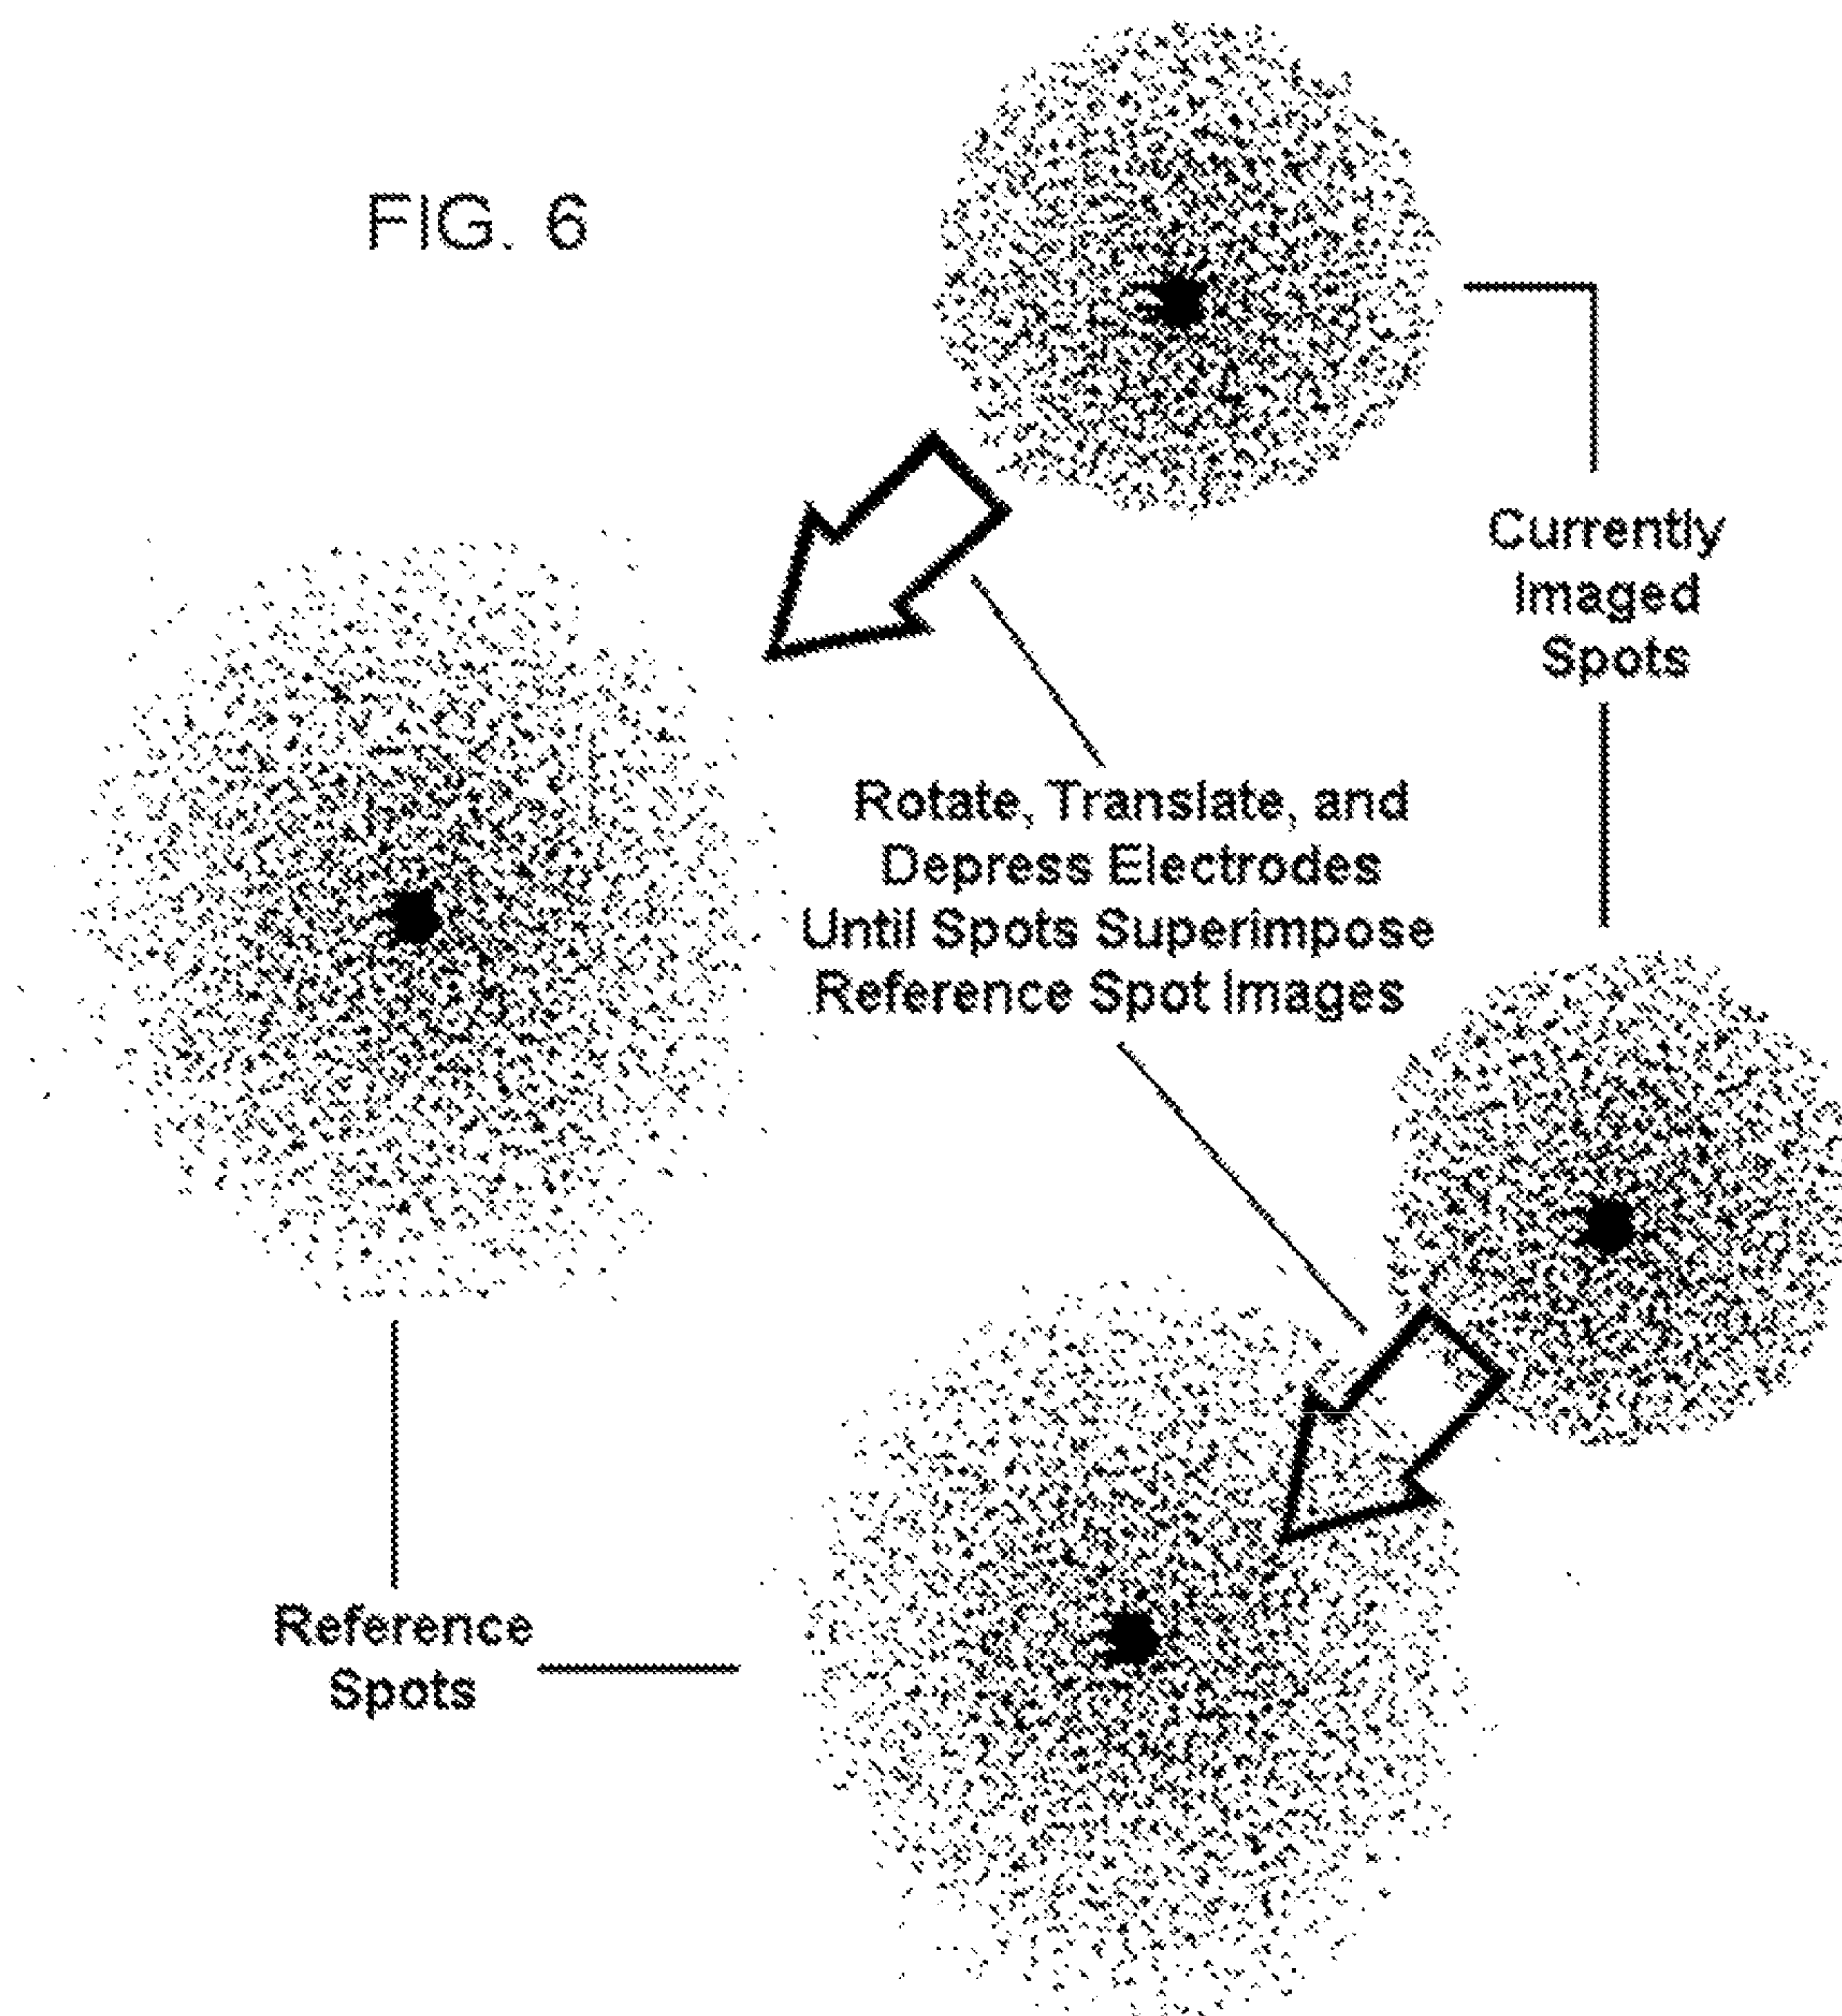 FIG. 6
Currently
Imaged
Spots
Rotate, Translate, and
Depress Electrodes
Until Spots Superimpose
Reference Spot Images
Reference
Spots